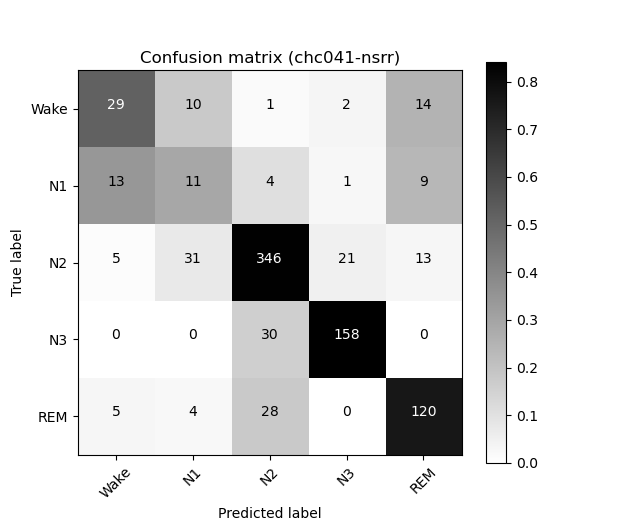 Confusion matrix (chc041-nsrr)
Wake 29 10 1 2 14
N1 13 11 4 1 9
N2 5 31 346 21 13
N3 0 0 30 158 0
REM 5 4 28 0 120
Wake N1 N2 N3 REM
Predicted label
True label
0.8
0.7
0.6
0.5
0.4
0.3
0.2
0.1
0.0